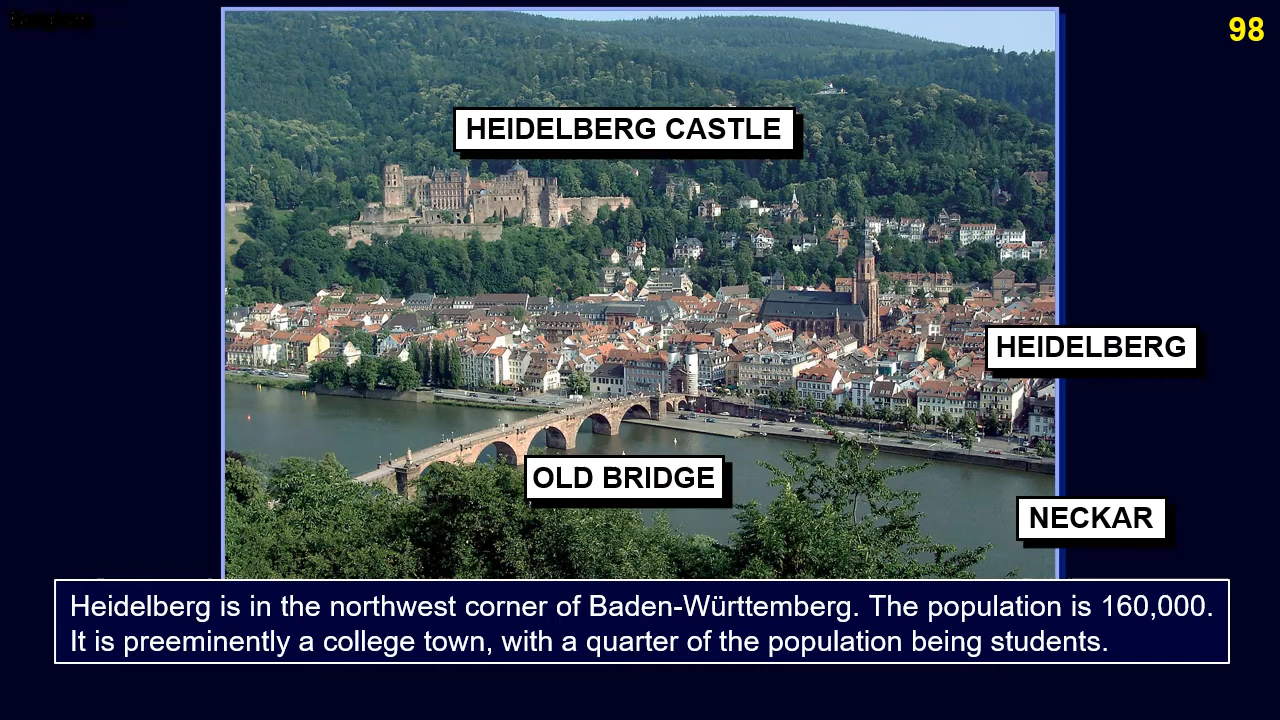 98
HEIDELBERG CASTLE
HEIDELBERG
OLD BRIDGE
NECKAR
Heidelberg is in the northwest corner of Baden-Württemberg. The population is 160,000.
It is preeminently a college town, with a quarter of the population being students.